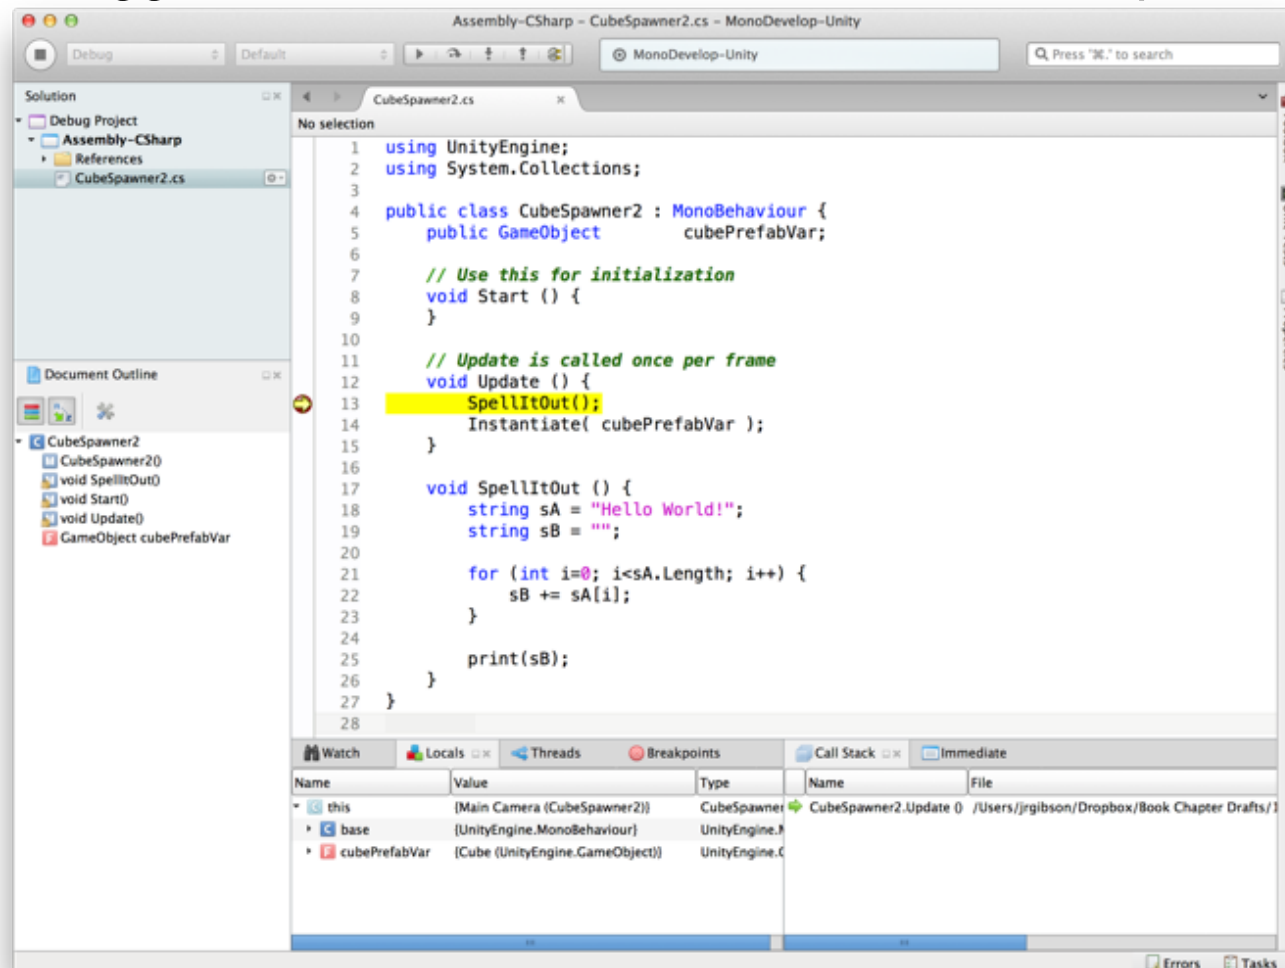 Assembly-CSharp – CubeSpawner2.cs – MonoDevelop-Unity
Debug Default MonoDevelop-Unity Press "⌘." to search
Solution
Debug Project
Assembly-CSharp
References
CubeSpawner2.cs
Document Outline
CubeSpawner2
CubeSpawner2()
void SpellItOut()
void Start()
void Update()
GameObject cubePrefabVar
CubeSpawner2.cs
No selection
1 using UnityEngine;
2 using System.Collections;
3
4 public class CubeSpawner2 : MonoBehaviour {
5 public GameObject cubePrefabVar;
6
7 // Use this for initialization
8 void Start () {
9 }
10
11 // Update is called once per frame
12 void Update () {
13 SpellItOut();
14 Instantiate( cubePrefabVar );
15 }
16
17 void SpellItOut () {
18 string sA = "Hello World!";
19 string sB = "";
20
21 for (int i=0; i<sA.Length; i++) {
22 sB += sA[i];
23 }
24
25 print(sB);
26 }
27 }
28
Watch Locals Threads Breakpoints
Name Value Type
this {Main Camera (CubeSpawner2)} CubeSpawner
base {UnityEngine.MonoBehaviour} UnityEngine.M
cubePrefabVar {Cube (UnityEngine.GameObject)} UnityEngine.G
Call Stack Immediate
Name File
CubeSpawner2.Update () /Users/jrgibson/Dropbox/Book Chapter Drafts/1
Errors Tasks